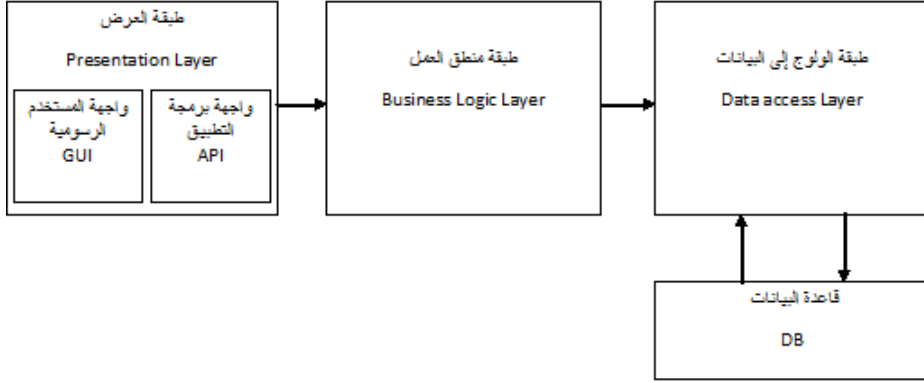 طبقة العرض
Presentation Layer
واجهة المستخدم
الرسومية
GUI
واجهة برمجة
التطبيق
API
طبقة منطق العمل
Business Logic Layer
طبقة الولوج إلى البيانات
Data access Layer
قاعدة البيانات
DB